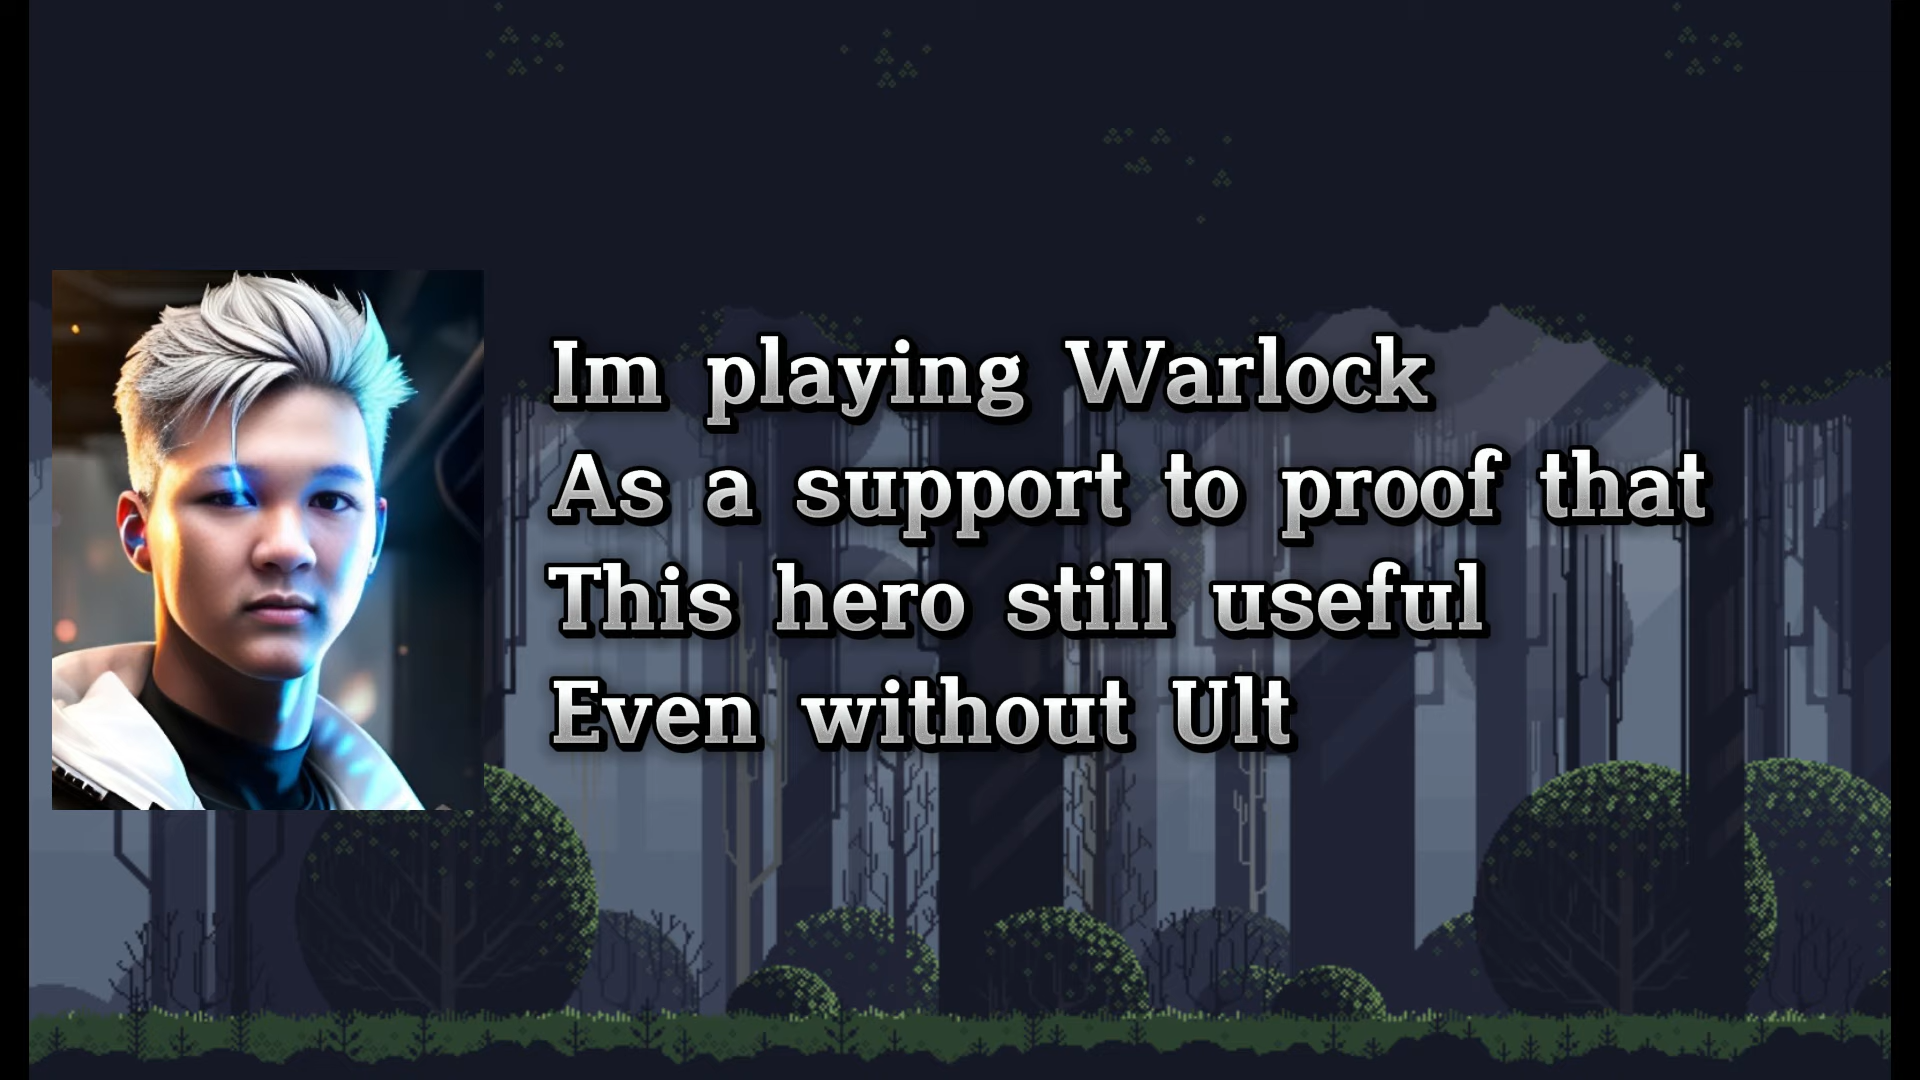 Im playing Warlock
As a support to proof that
This hero still useful
Even without Ult